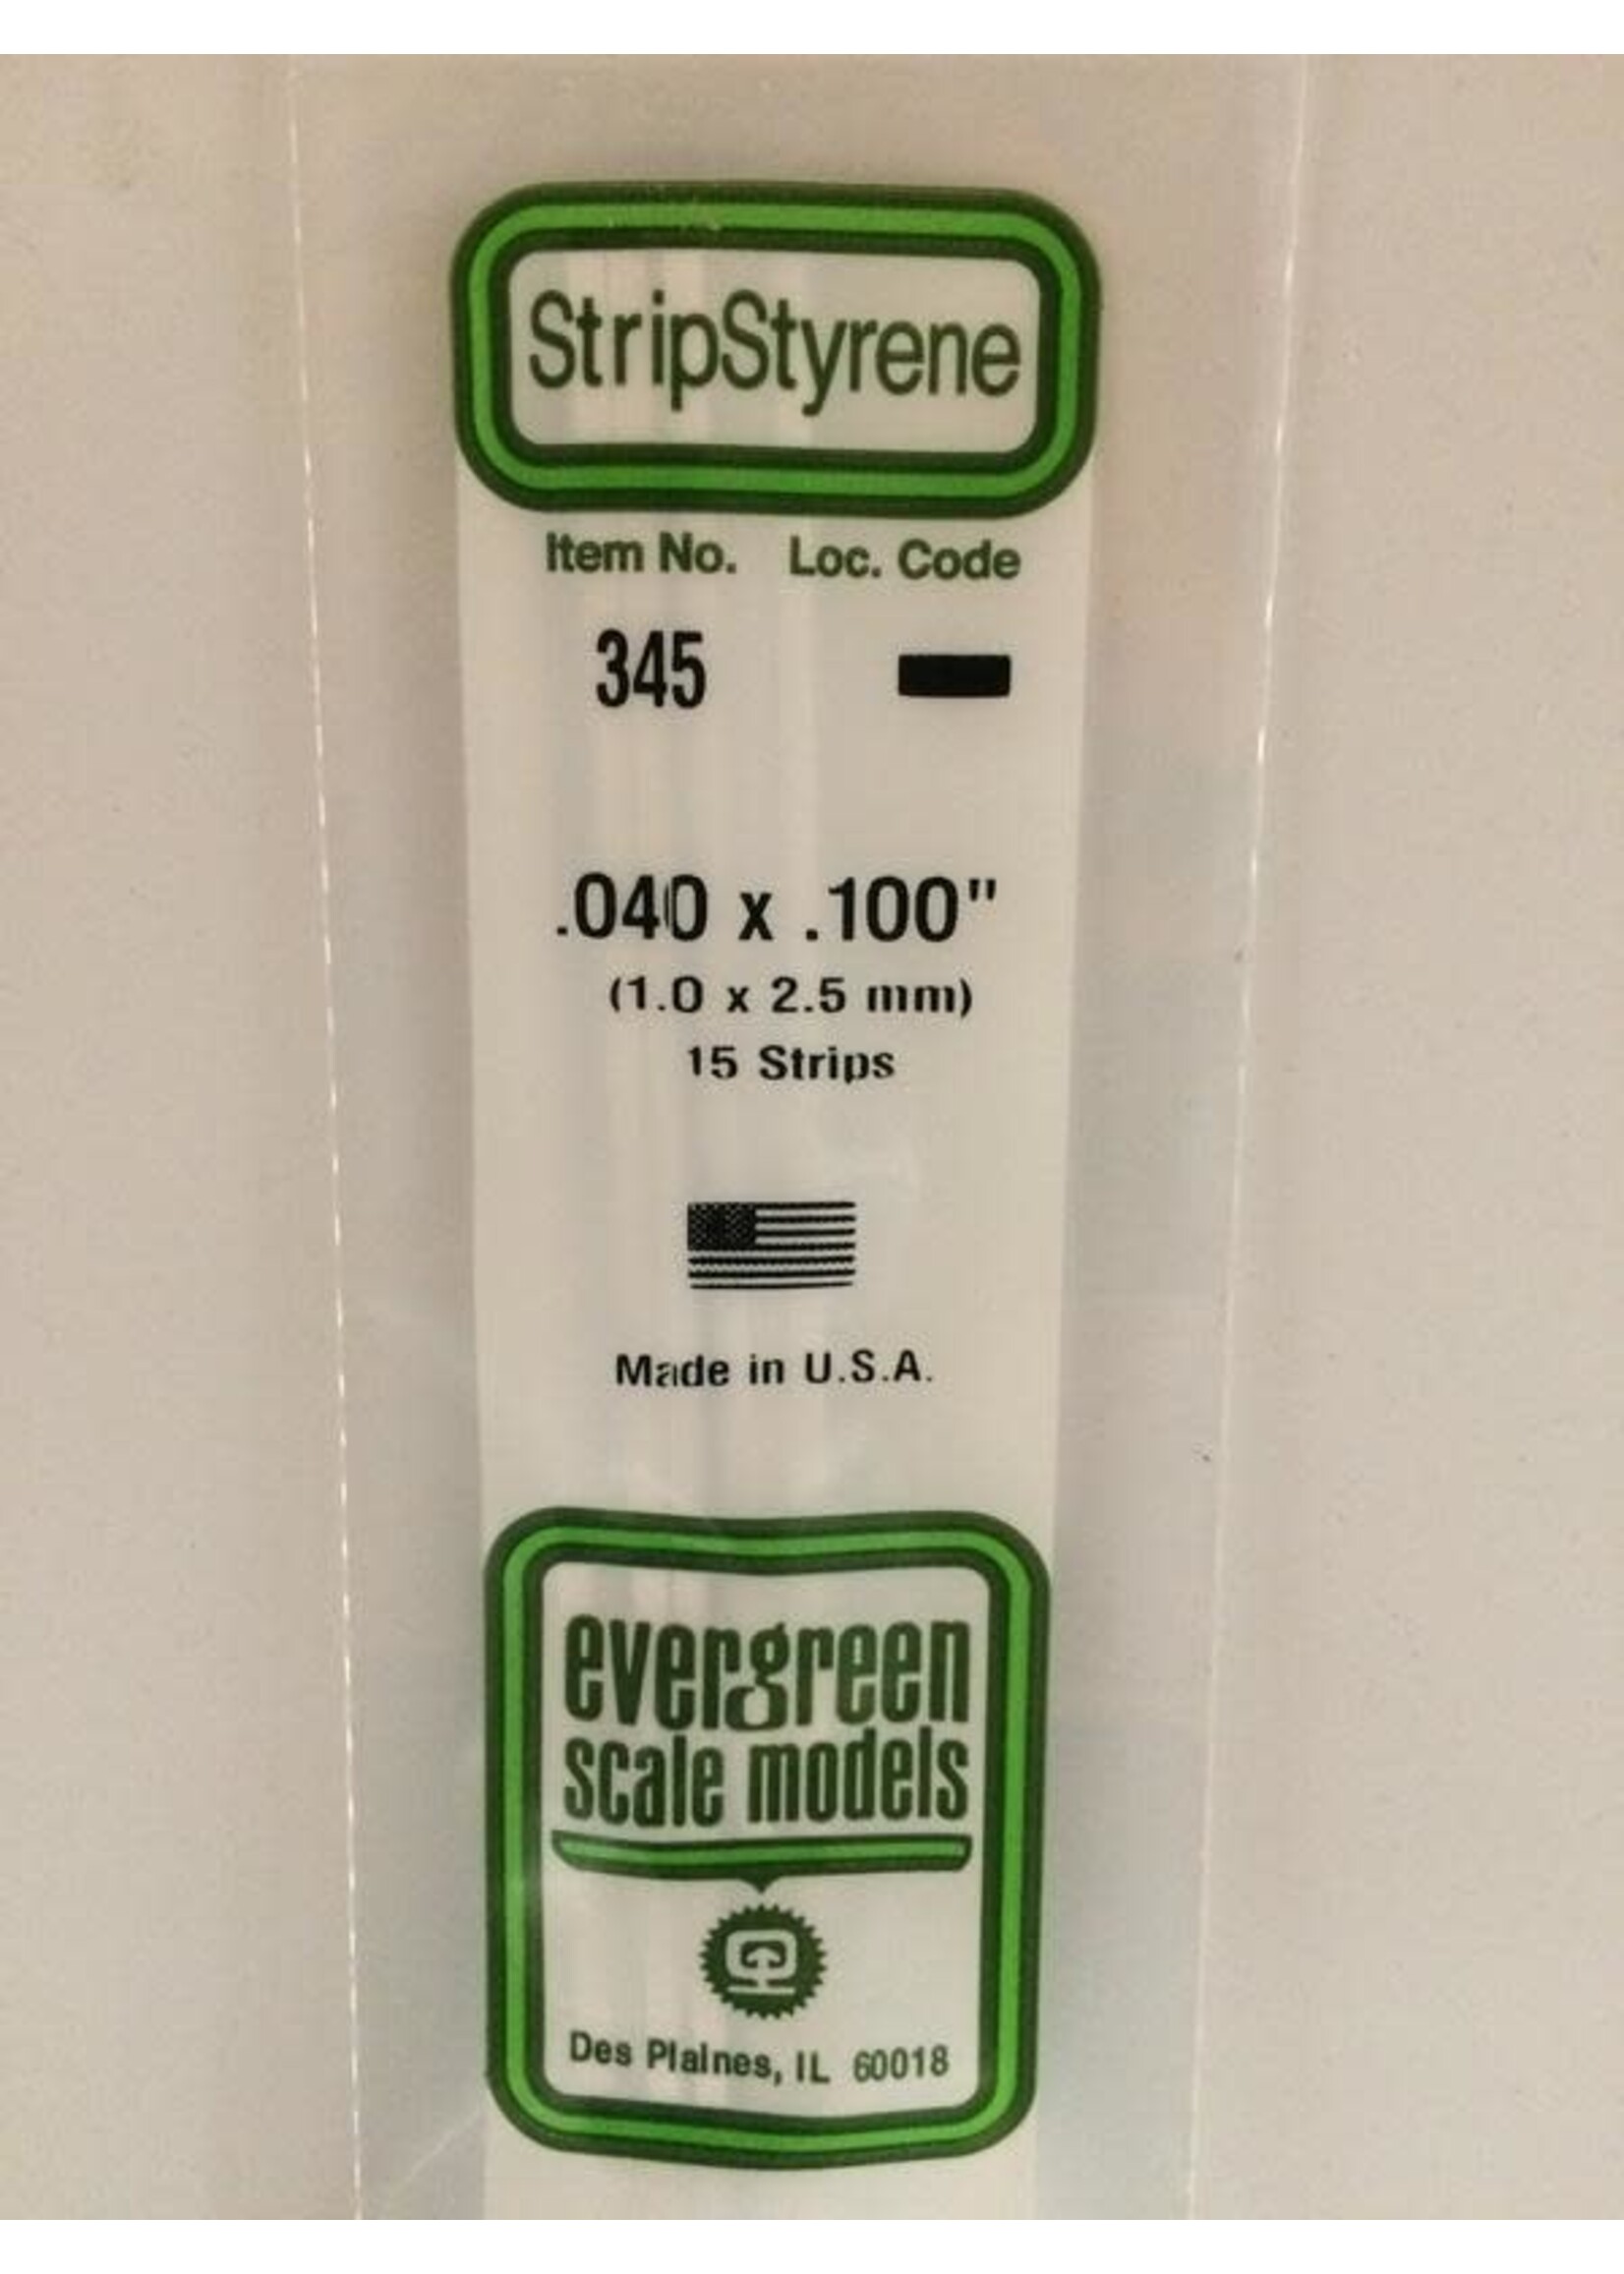 StripStyrene
Item No. Loc. Code
345
.040 x .100"
(1.0 x 2.5 mm)
15 Strips
Made in U.S.A.
evergreen
scale models
Des Plaines, IL 60018